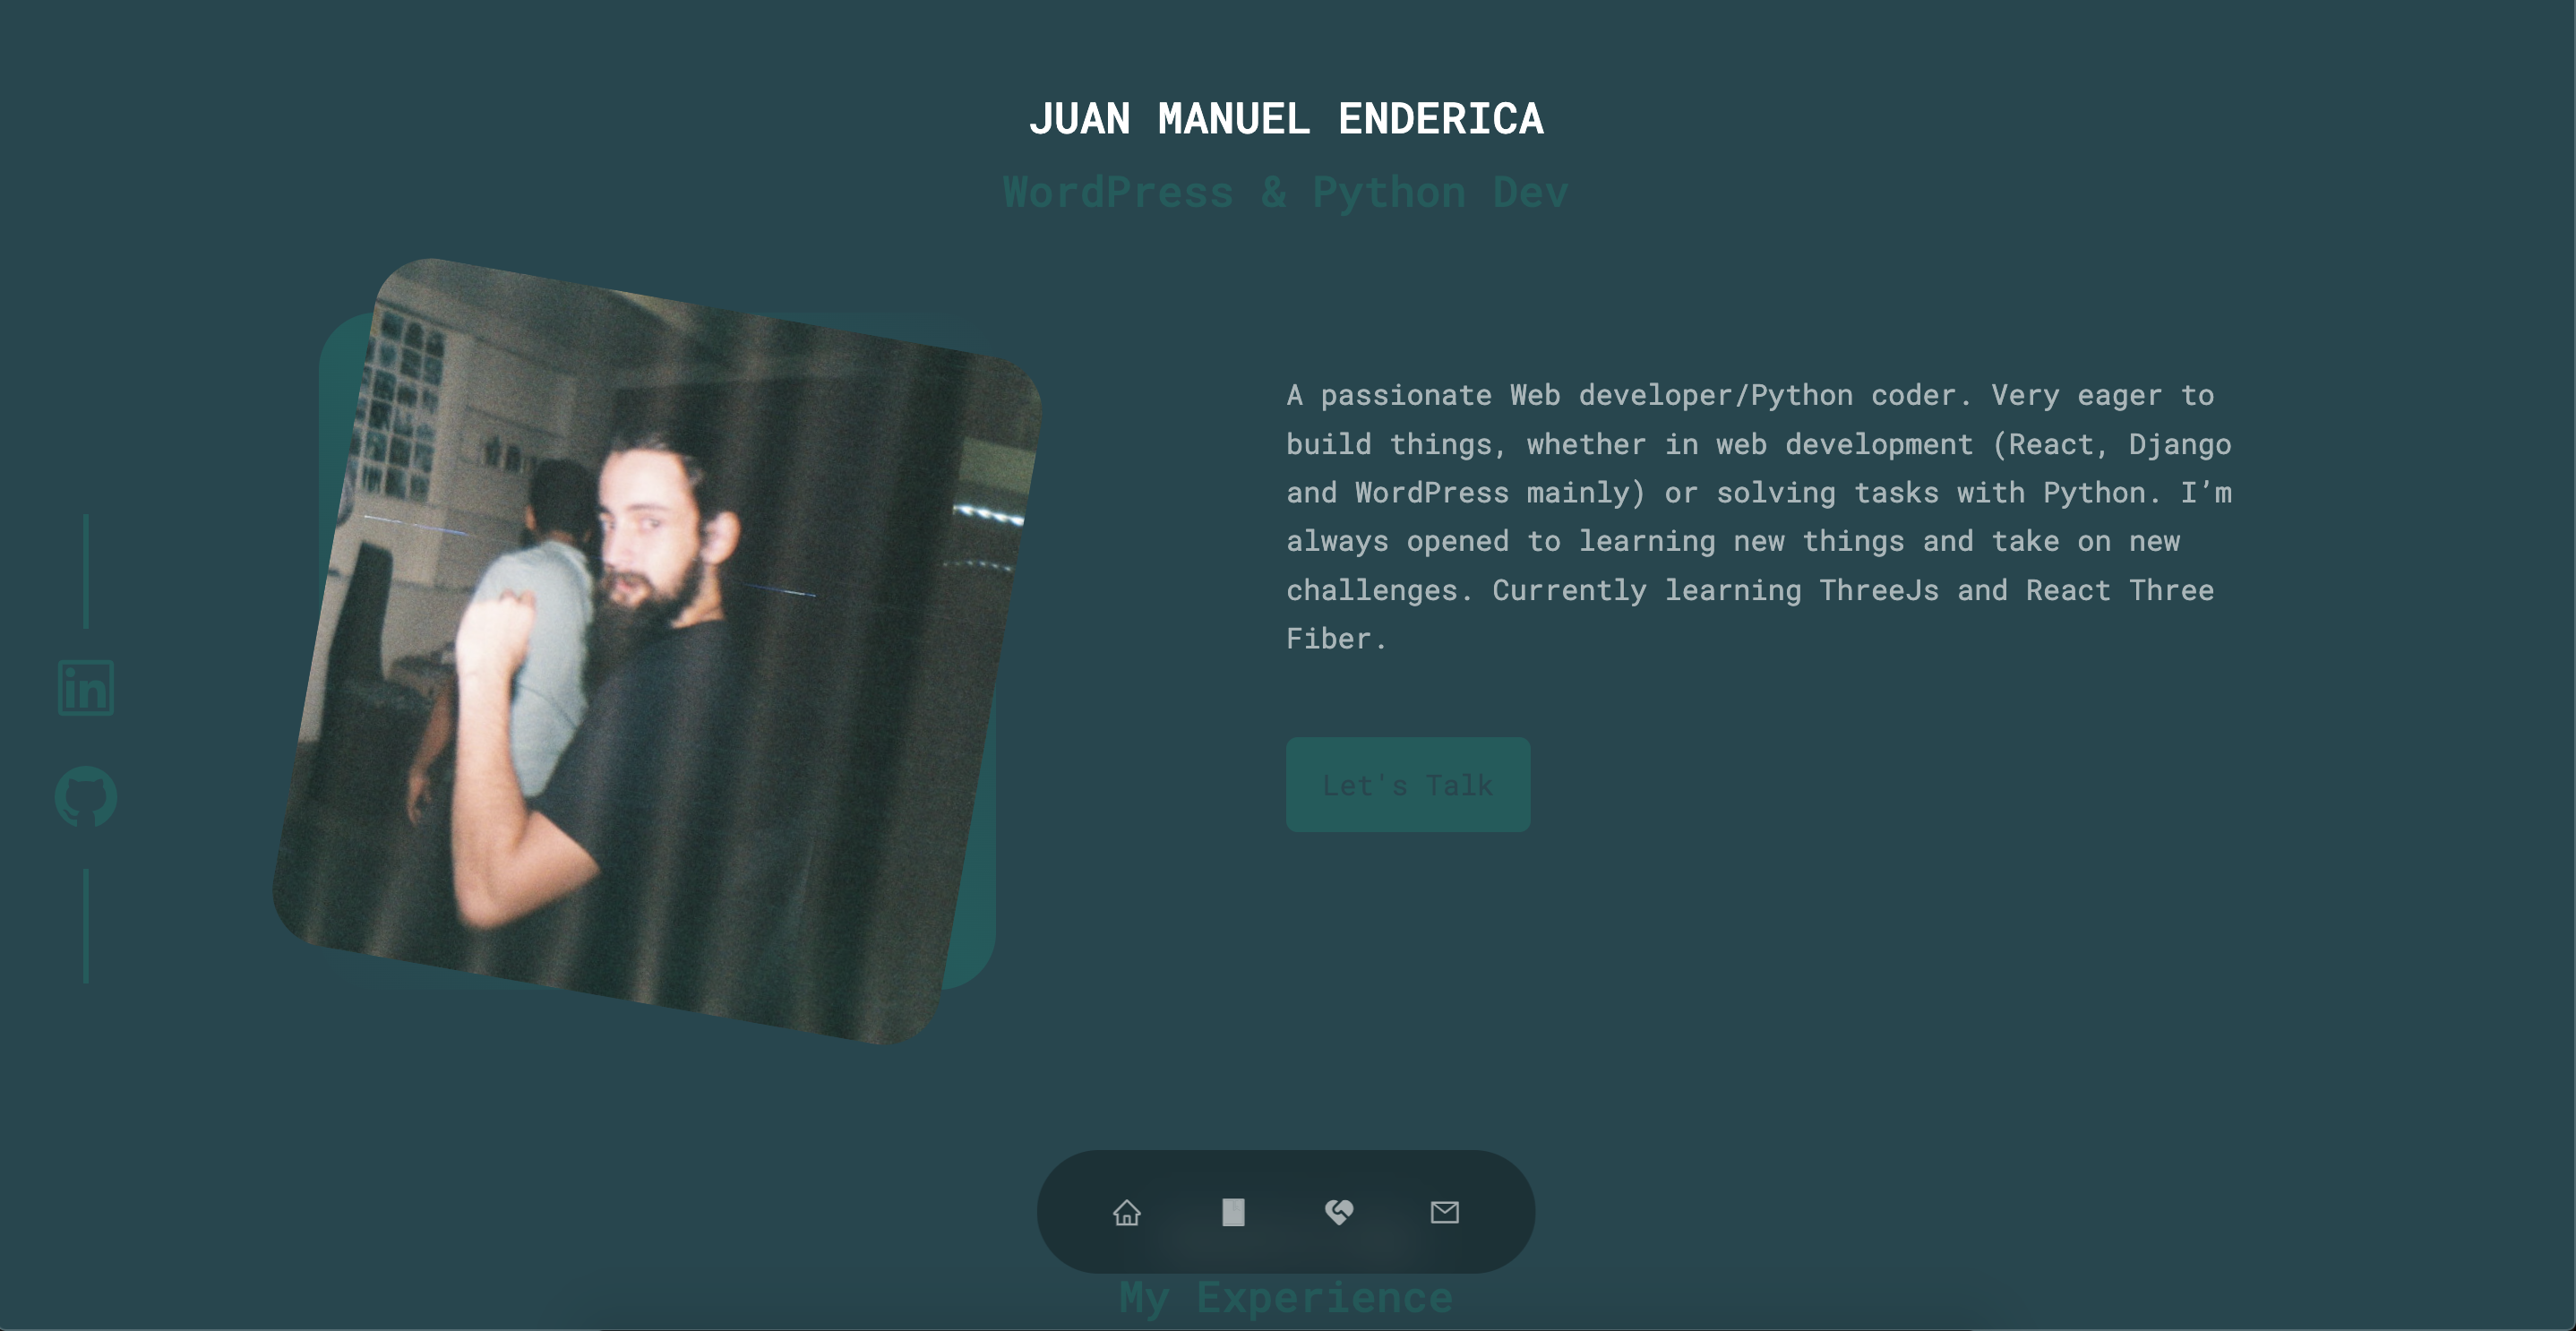 JUAN MANUEL ENDERICA
WordPress & Python Dev
A passionate Web developer/Python coder. Very eager to
build things, whether in web development (React, Django
and WordPress mainly) or solving tasks with Python. I’m
always opened to learning new things and take on new
challenges. Currently learning ThreeJs and React Three
Fiber.
in
Let's Talk
My Experience